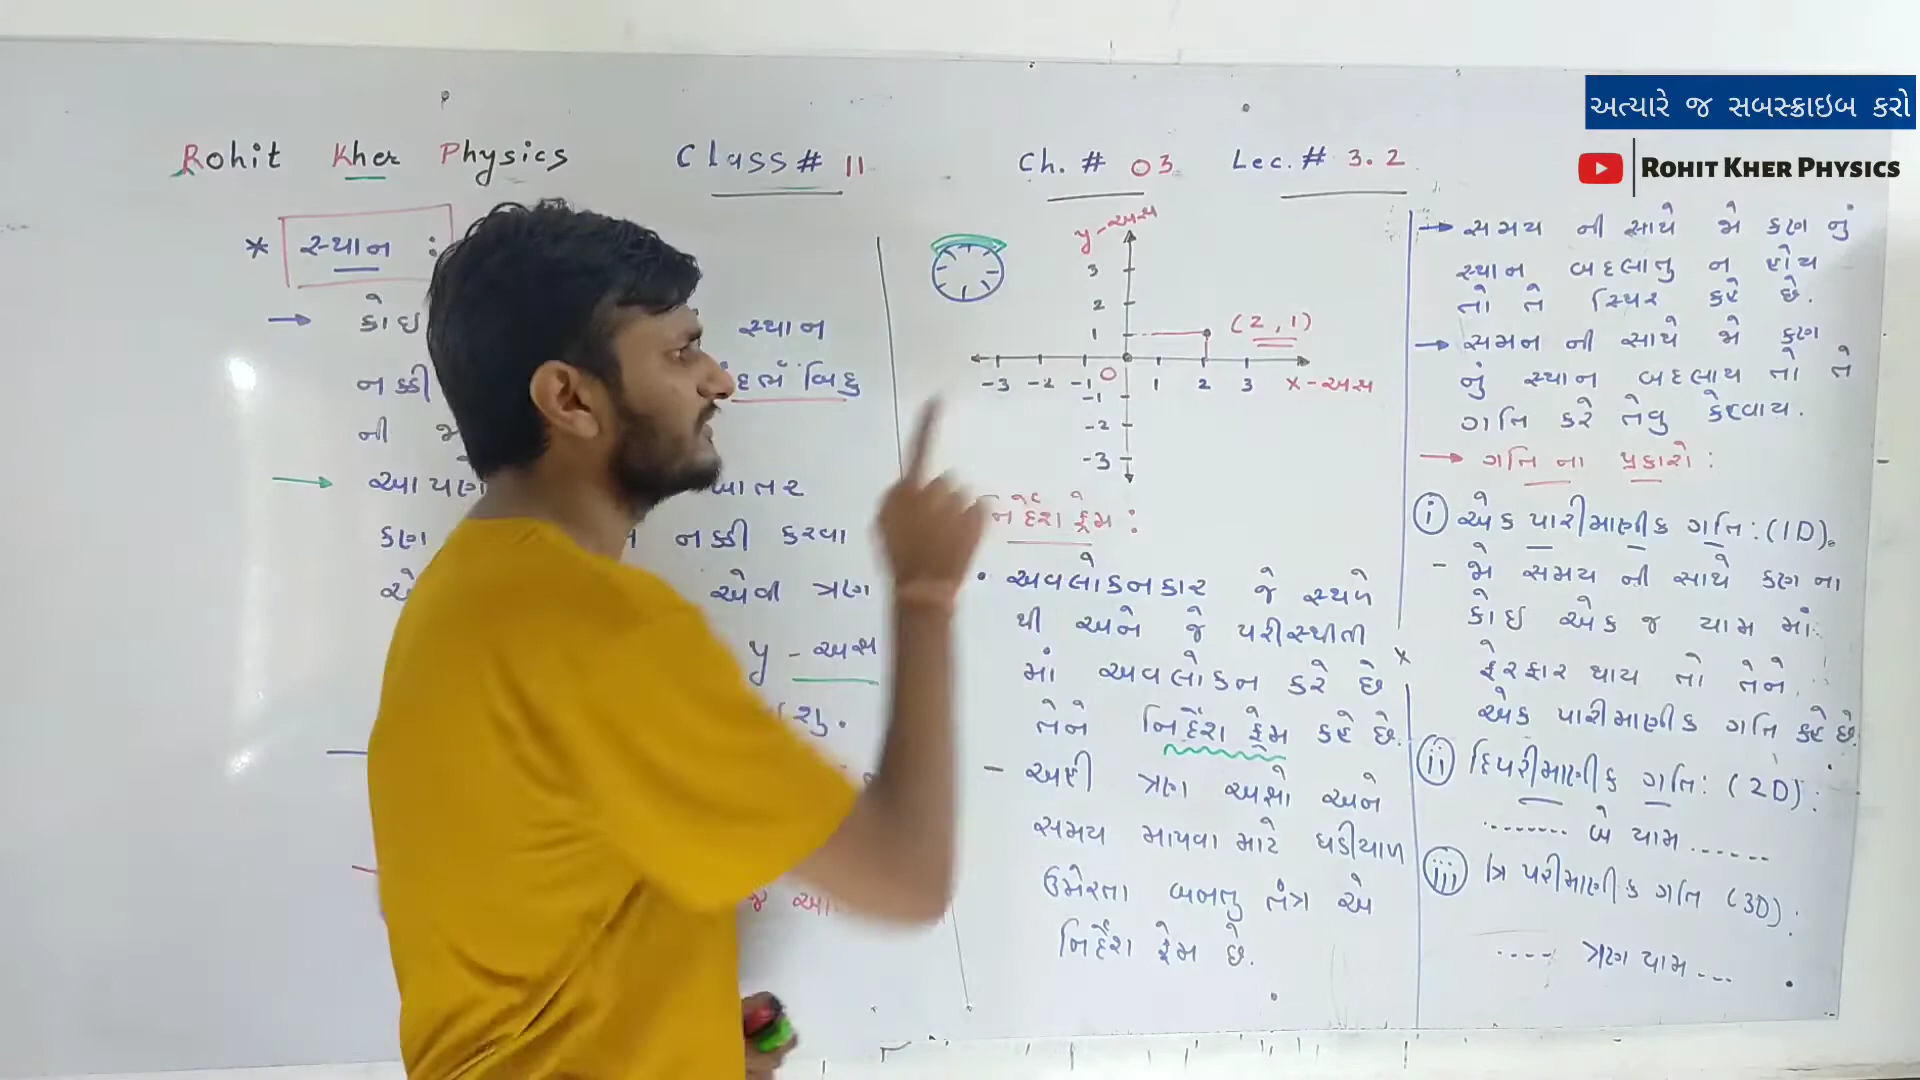 અત્યારે જ સબસ્ક્રાઇબ કરો
ROHIT KHER PHYSICS
Rohit Kher Physics Class# 11 Ch. # 03 Lec.# 3.2
* સ્થાન :
→ કોઇ સ્થાન
નક્કી બિંદુ
ની
→ આપણે ખાતર
કણ નક્કી કરવા
એવી ત્રણ
y - અક્ષ
y-અક્ષ
3
2
1
(2,1)
-3 -2 -1 O 1 2 3 x-અક્ષ
-1
-2
-3
નિર્દેશ ફ્રેમ :
• અવલોકનકાર જે સ્થળે
થી અને જે પરીસ્થીતી
માં અવલોકન કરે છે
તેને નિર્દેશ ફ્રેમ કહે છે.
- અહી ત્રણ અક્ષો અને
સમય માપવા માટે ઘડીયાળ
ઉમેરતા બનતુ તંત્ર એ
નિર્દેશ ફ્રેમ છે.
→ સમય ની સાથે જો કણ નું
સ્થાન બદલાતુ ન હોય
તો તે સ્થિર કહે છે.
→ સમન ની સાથે જો કણ
નું સ્થાન બદલાય તો તે
ગતિ કરે તેવુ કહેવાય.
→ ગતિ ના પ્રકારો :
(i) એક પારીમાણીક ગતિ : (1D).
- જો સમય ની સાથે કણ ના
કોઇ એક જ યામ માં
ફેરફાર થાય તો તેને
એક પારીમાણીક ગતિ કહે છે.
(ii) દ્વિપરીમાણીક ગતિ : (2D) :
........ બે યામ ......
(iii) ત્રિ પરીમાણીક ગતિ (3D).
.... ત્રણ યામ ...